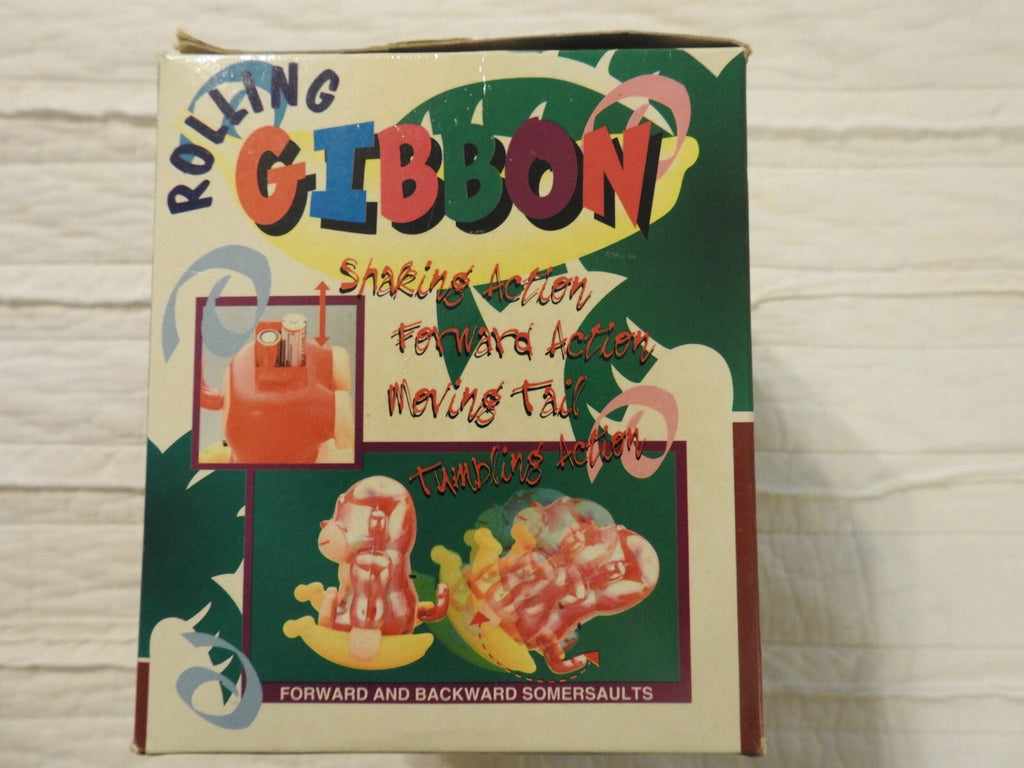 ROLLING
GIBBON
Shaking Action
Forward Action
Moving Tail
Tumbling Action
FORWARD AND BACKWARD SOMERSAULTS